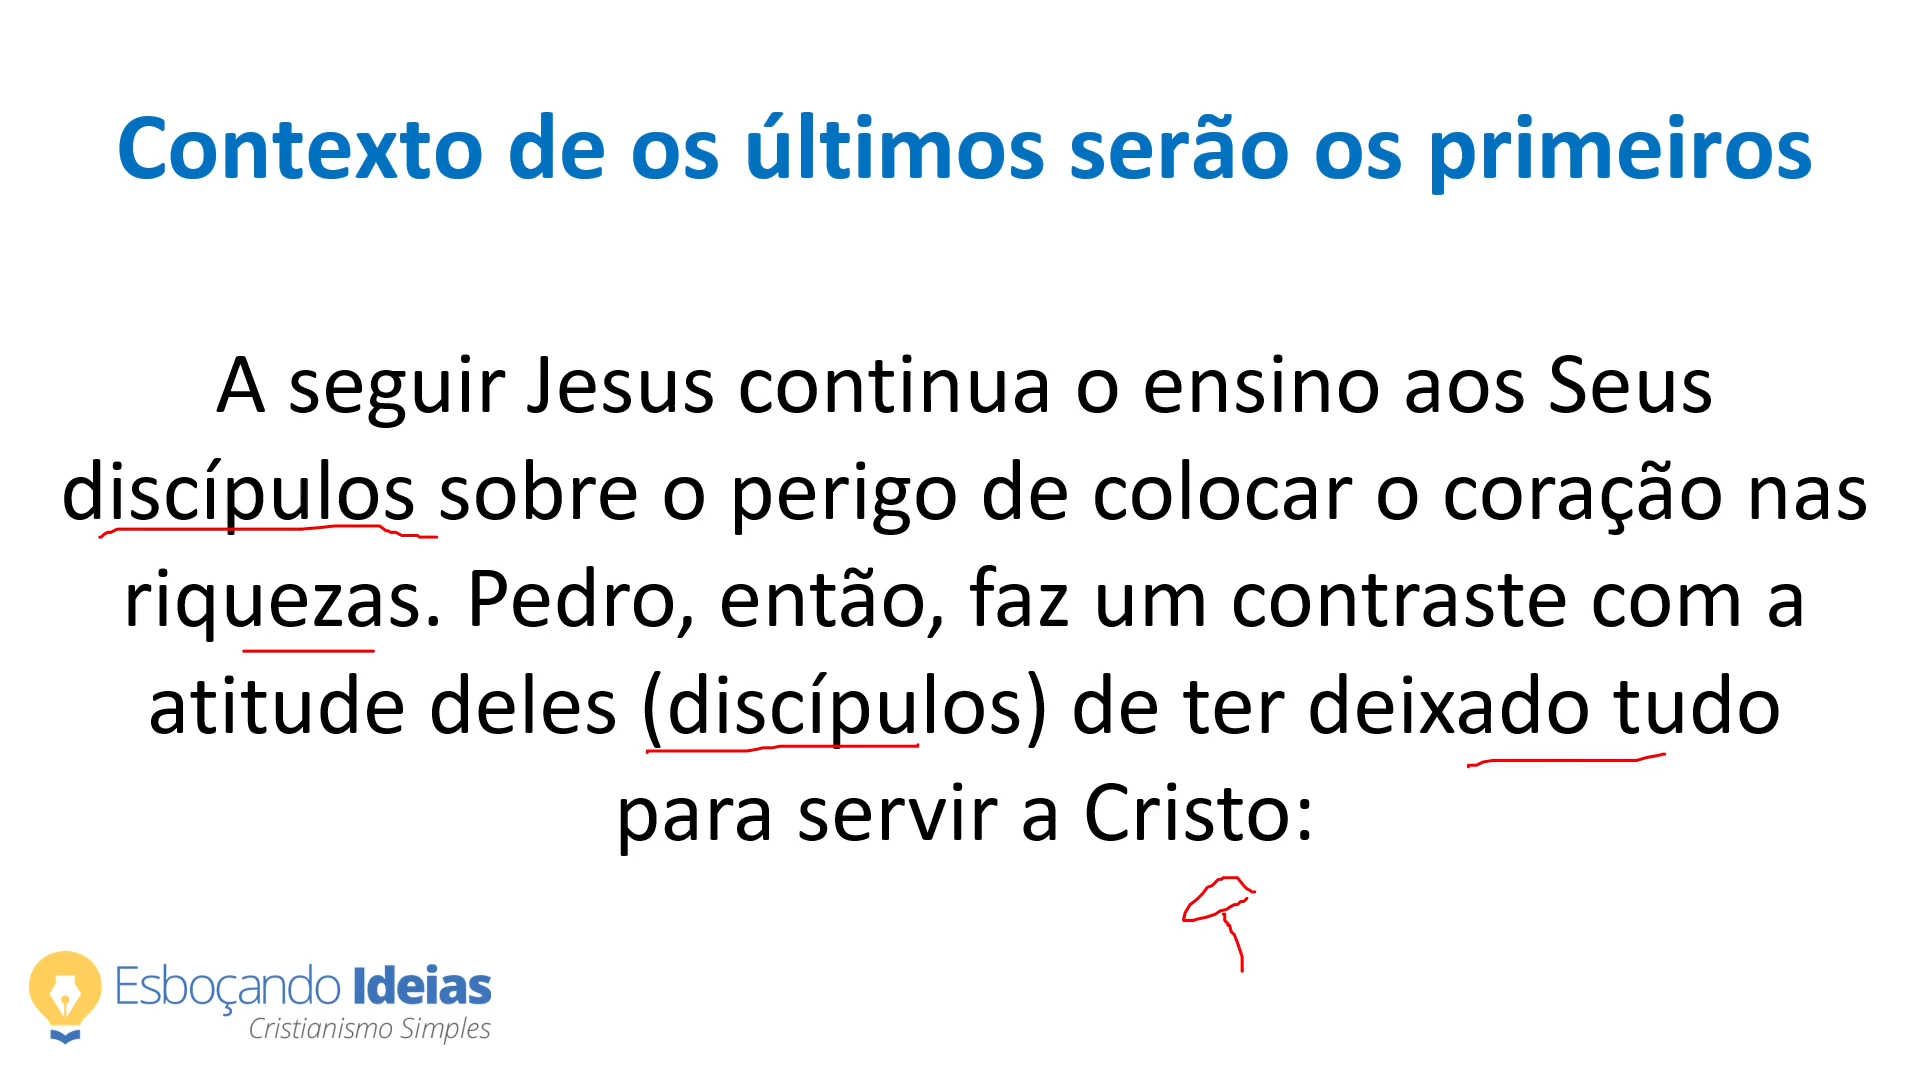 Contexto de os últimos serão os primeiros
A seguir Jesus continua o ensino aos Seus
discípulos sobre o perigo de colocar o coração nas
riquezas. Pedro, então, faz um contraste com a
atitude deles (discípulos) de ter deixado tudo
para servir a Cristo:
Esboçando Ideias
Cristianismo Simples